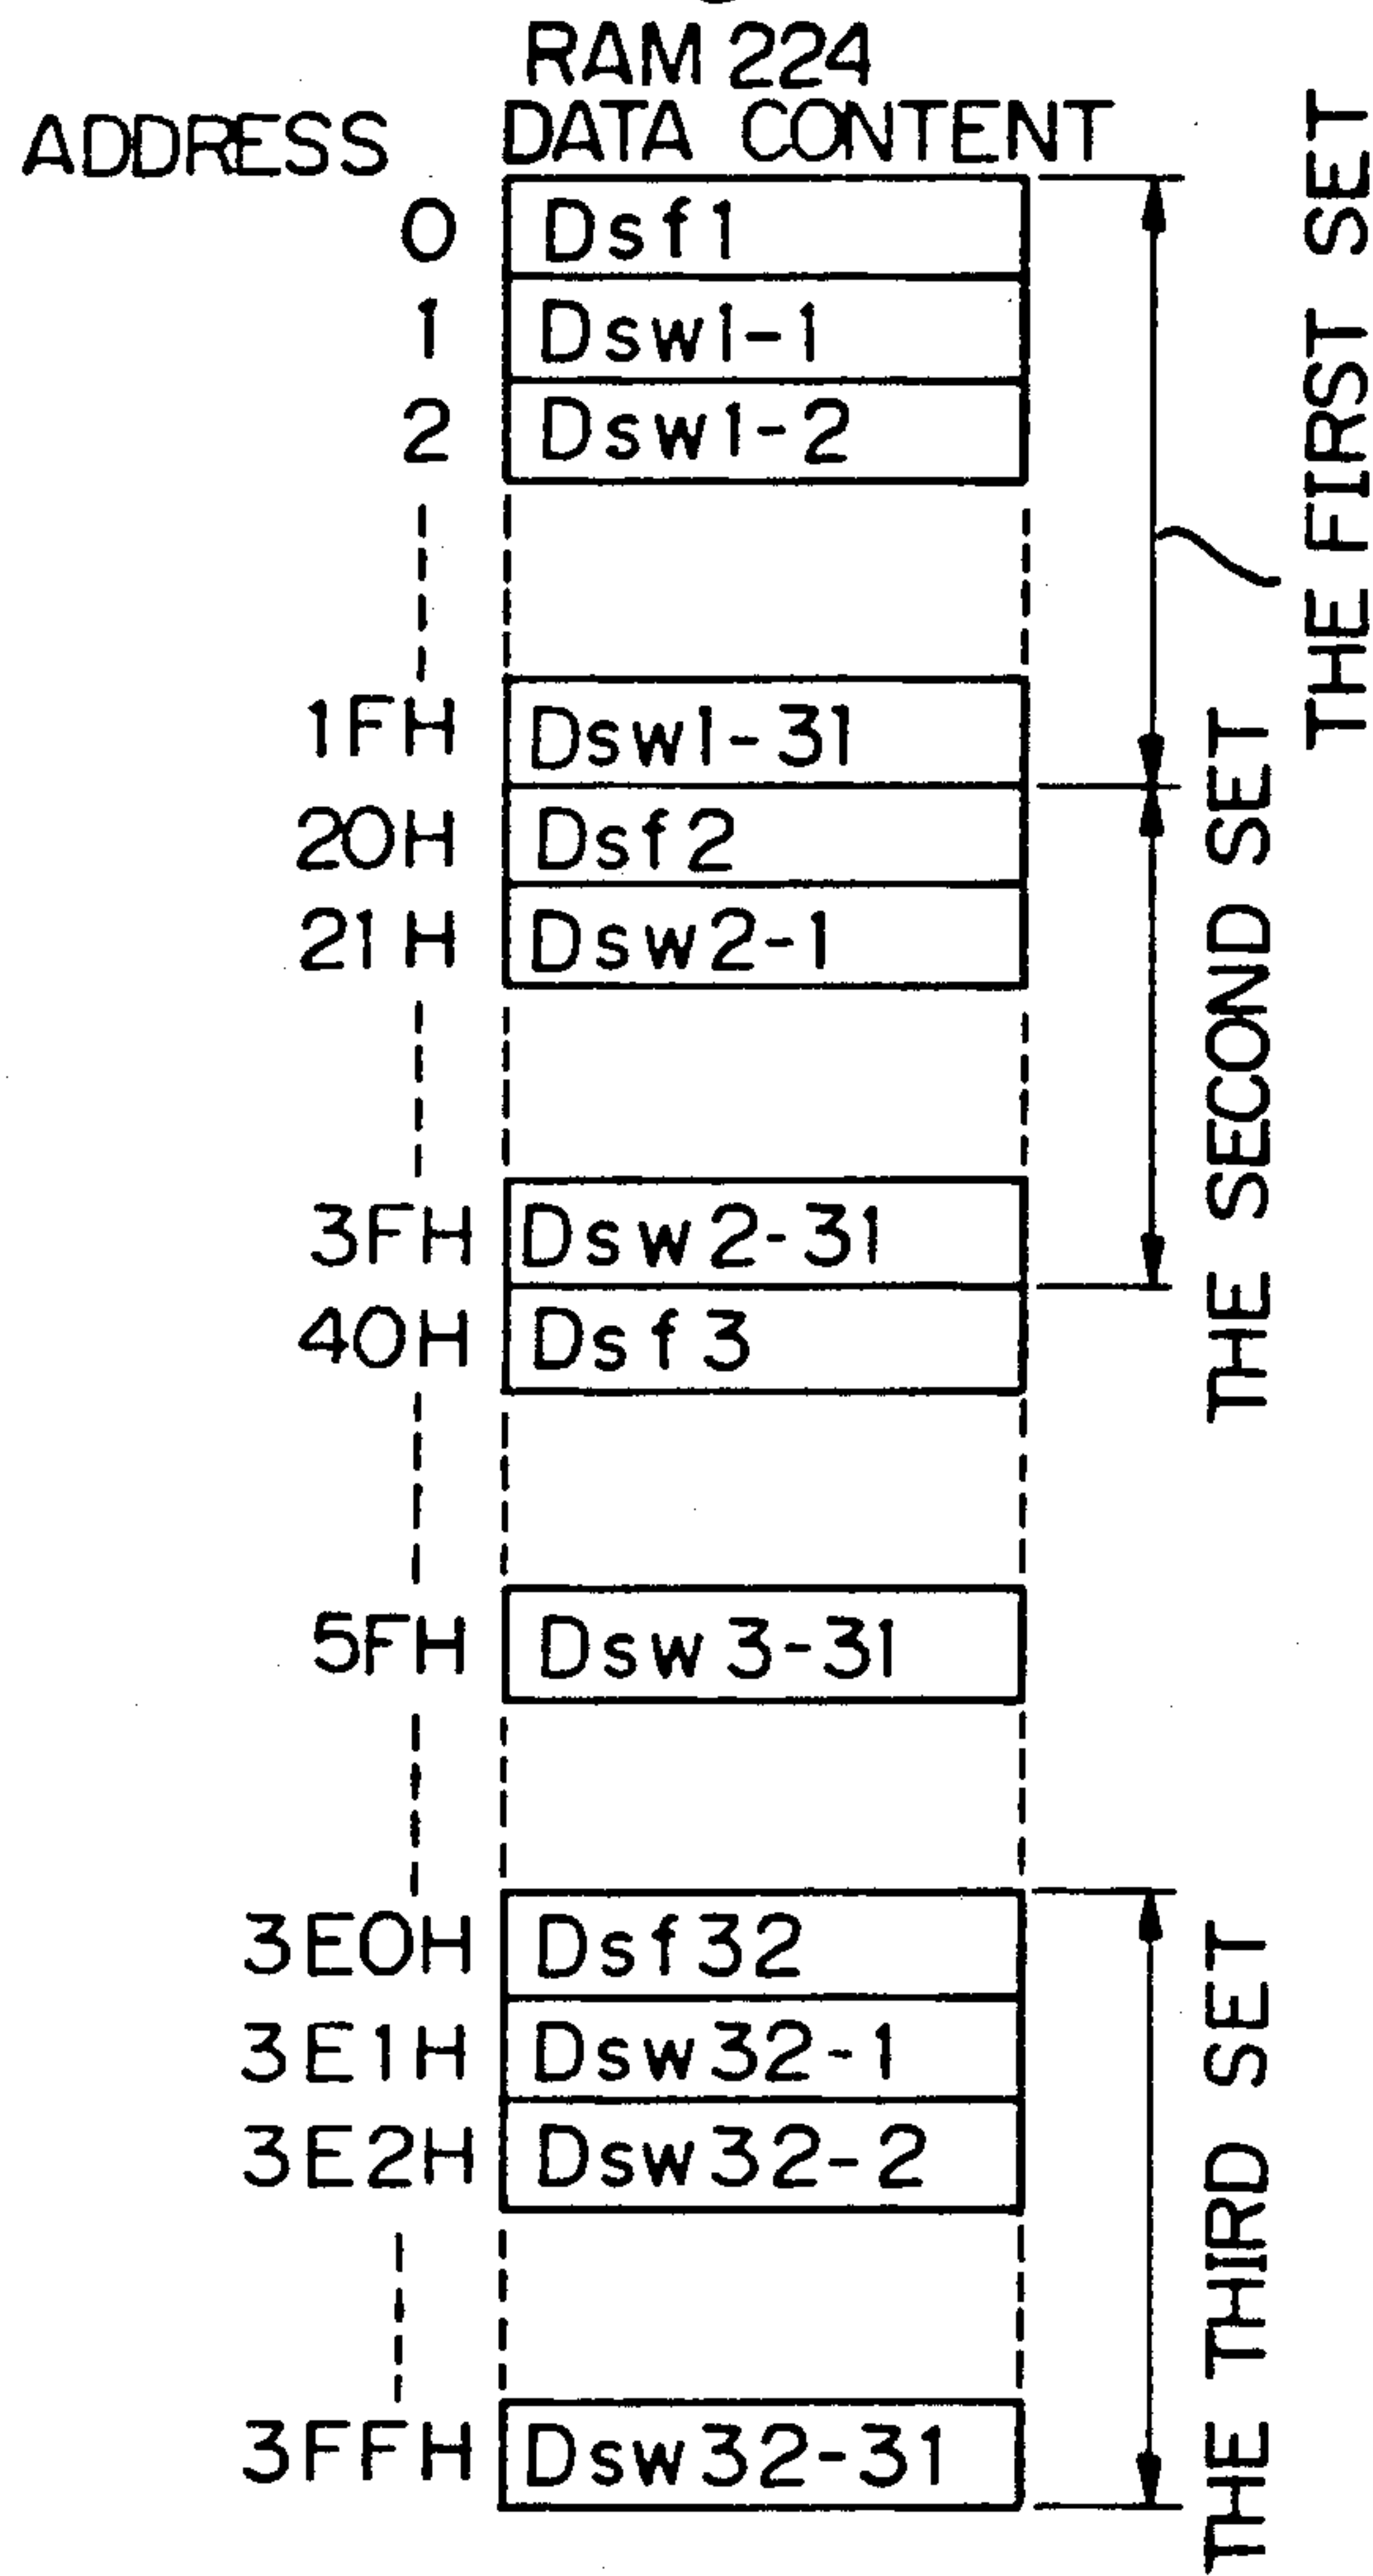 RAM 224
ADDRESS DATA CONTENT
0 Dsf1
1 Dsw1-1
2 Dsw1-2
1FH Dsw1-31
20H Dsf2
21H Dsw2-1
3FH Dsw2-31
40H Dsf3
5FH Dsw3-31
3E0H Dsf32
3E1H Dsw32-1
3E2H Dsw32-2
3FFH Dsw32-31
THE FIRST SET
THE SECOND SET
THE THIRD SET